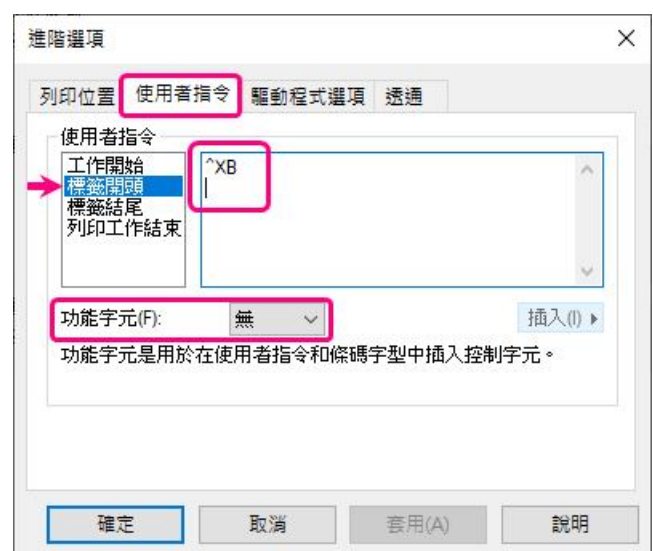 進階選項
列印位置 使用者指令 驅動程式選項 透通
使用者指令
工作開始
標籤開頭
標籤結尾
列印工作結束
^XB
功能字元(F): 無 插入(I)
功能字元是用於在使用者指令和條碼字型中插入控制字元。
確定 取消 套用(A) 說明